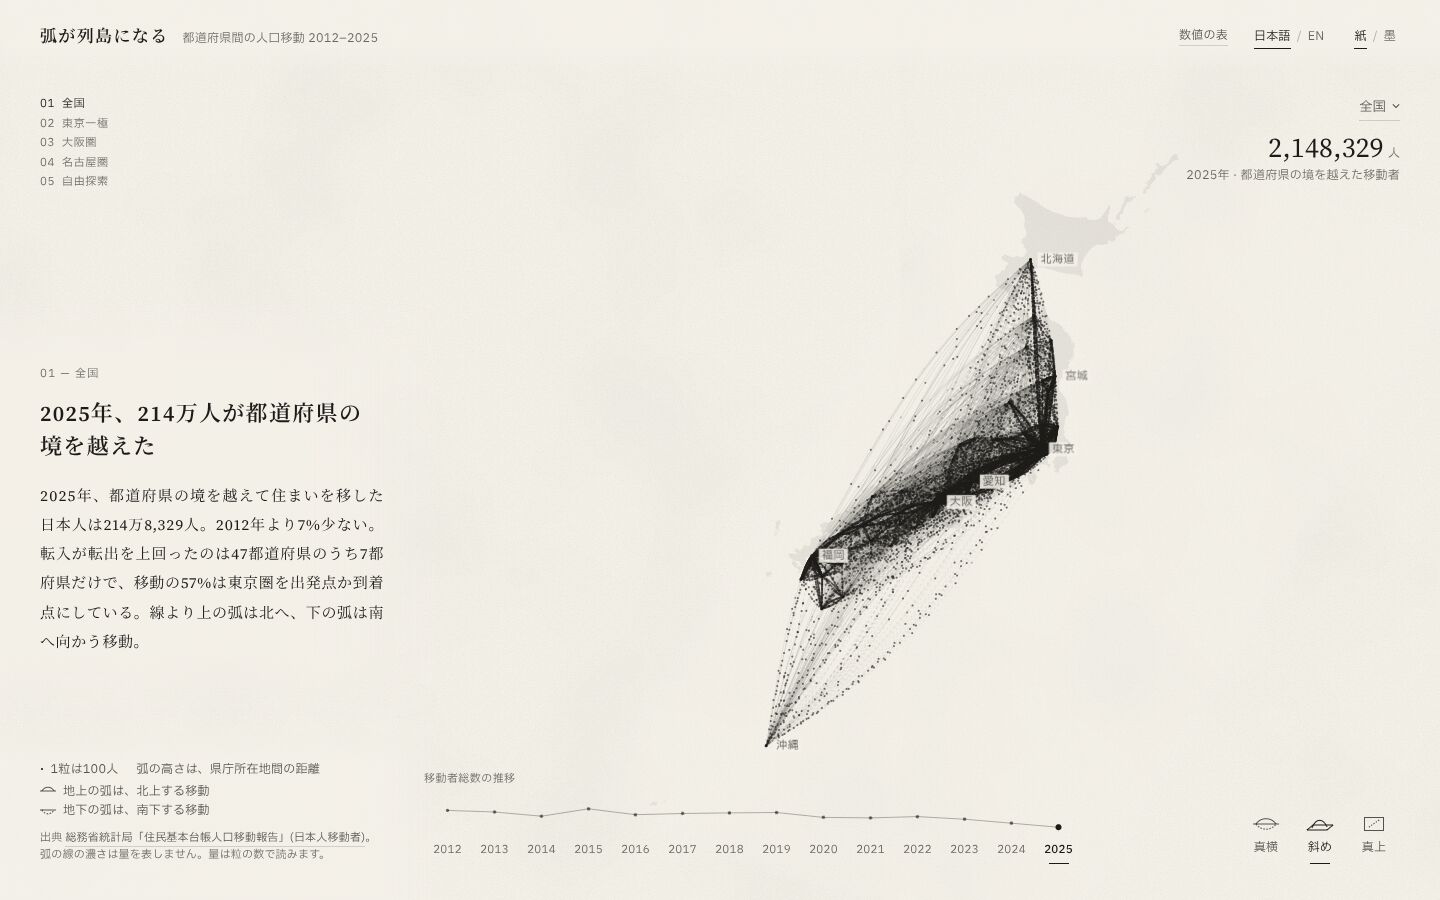 弧が列島になる 都道府県間の人口移動 2012–2025
数値の表 日本語 / EN 紙 / 墨
01 全国
02 東京一極
03 大阪圏
04 名古屋圏
05 自由探索
全国
2,148,329 人
2025年 · 都道府県の境を越えた移動者
北海道
宮城
東京
愛知
大阪
福岡
沖縄
01 — 全国
2025年、214万人が都道府県の
境を越えた
2025年、都道府県の境を越えて住まいを移した
日本人は214万8,329人。2012年より7%少ない。
転入が転出を上回ったのは47都道府県のうち7都
府県だけで、移動の57%は東京圏を出発点か到着
点にしている。線より上の弧は北へ、下の弧は南
へ向かう移動。
· 1粒は100人 弧の高さは、県庁所在地間の距離
地上の弧は、北上する移動
地下の弧は、南下する移動
出典 総務省統計局「住民基本台帳人口移動報告」(日本人移動者)。
弧の線の濃さは量を表しません。量は粒の数で読みます。
移動者総数の推移
2012 2013 2014 2015 2016 2017 2018 2019 2020 2021 2022 2023 2024 2025
真横 斜め 真上